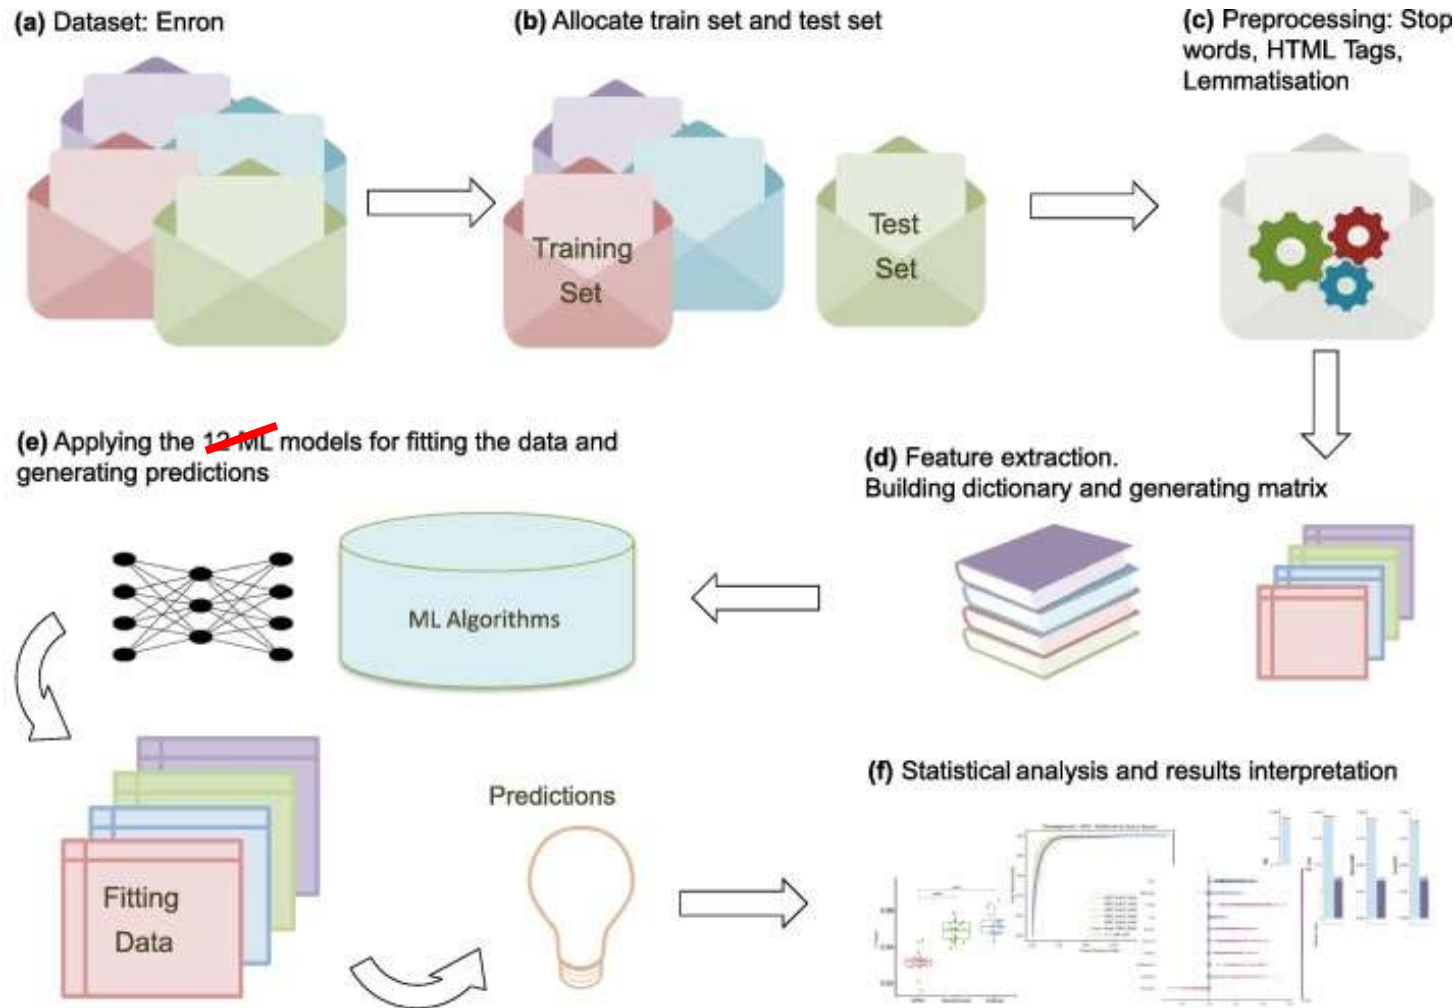 (a) Dataset: Enron
(b) Allocate train set and test set
(c) Preprocessing: Stop
words, HTML Tags,
Lemmatisation
Training
Set
Test
Set
(e) Applying the 12 ML models for fitting the data and
generating predictions
(d) Feature extraction.
Building dictionary and generating matrix
ML Algorithms
(f) Statistical analysis and results interpretation
Predictions
Fitting
Data